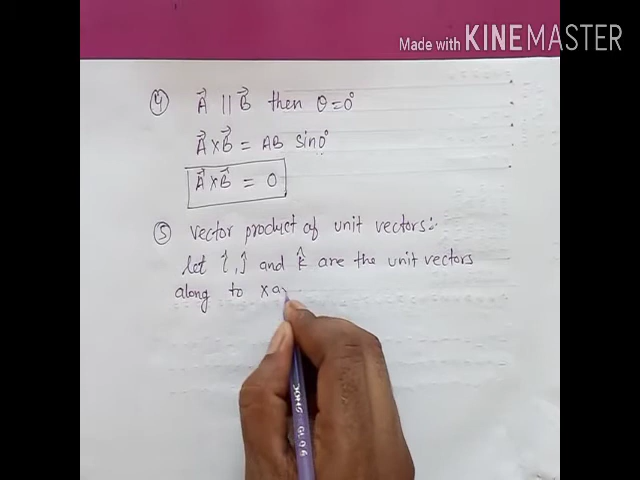 Made with KINEMASTER
④ A⃗ || B⃗ then θ=0°
A⃗×B⃗ = AB sin0°
A⃗×B⃗ = 0
⑤ Vector product of unit vectors:
let î, ĵ and k̂ are the unit vectors
along to x a